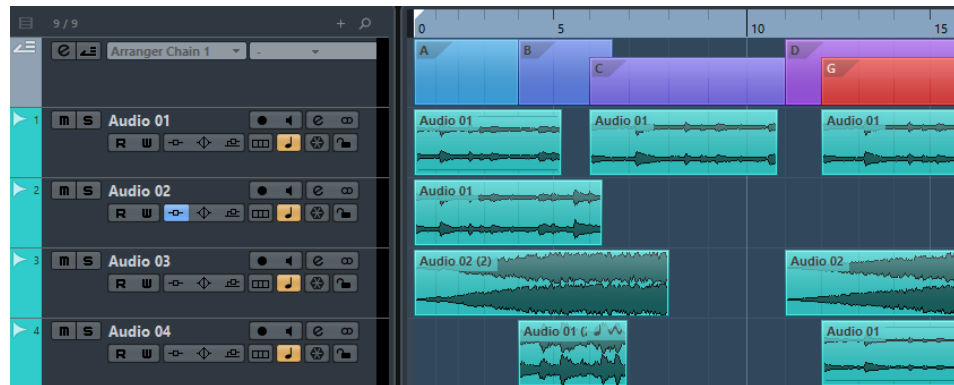 9 / 9 +
0 5 10 15
e Arranger Chain 1 -
A B C D G
1 m S Audio 01 e
R W
Audio 01 Audio 01 Audio 01
2 m S Audio 02 e
R W
Audio 01
3 m S Audio 03 e
R W
Audio 02 (2) Audio 02
4 m S Audio 04 e
R W
Audio 01 (2 Audio 01